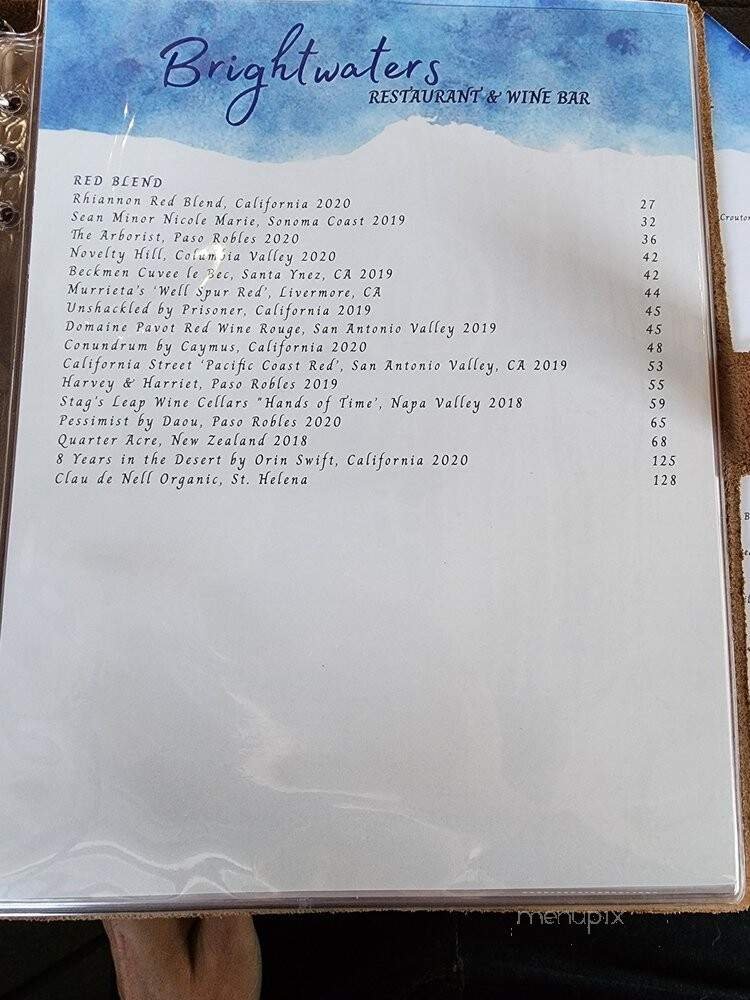 Brightwaters
RESTAURANT & WINE BAR
RED BLEND
Rhiannon Red Blend, California 2020 27
Sean Minor Nicole Marie, Sonoma Coast 2019 32
The Arborist, Paso Robles 2020 36
Novelty Hill, Columbia Valley 2020 42
Beckmen Cuvee le Bec, Santa Ynez, CA 2019 42
Murrieta's 'Well Spur Red', Livermore, CA 44
Unshackled by Prisoner, California 2019 45
Domaine Pavot Red Wine Rouge, San Antonio Valley 2019 45
Conundrum by Caymus, California 2020 48
California Street 'Pacific Coast Red', San Antonio Valley, CA 2019 53
Harvey & Harriet, Paso Robles 2019 55
Stag's Leap Wine Cellars "Hands of Time', Napa Valley 2018 59
Pessimist by Daou, Paso Robles 2020 65
Quarter Acre, New Zealand 2018 68
8 Years in the Desert by Orin Swift, California 2020 125
Clau de Nell Organic, St. Helena 128
menupix